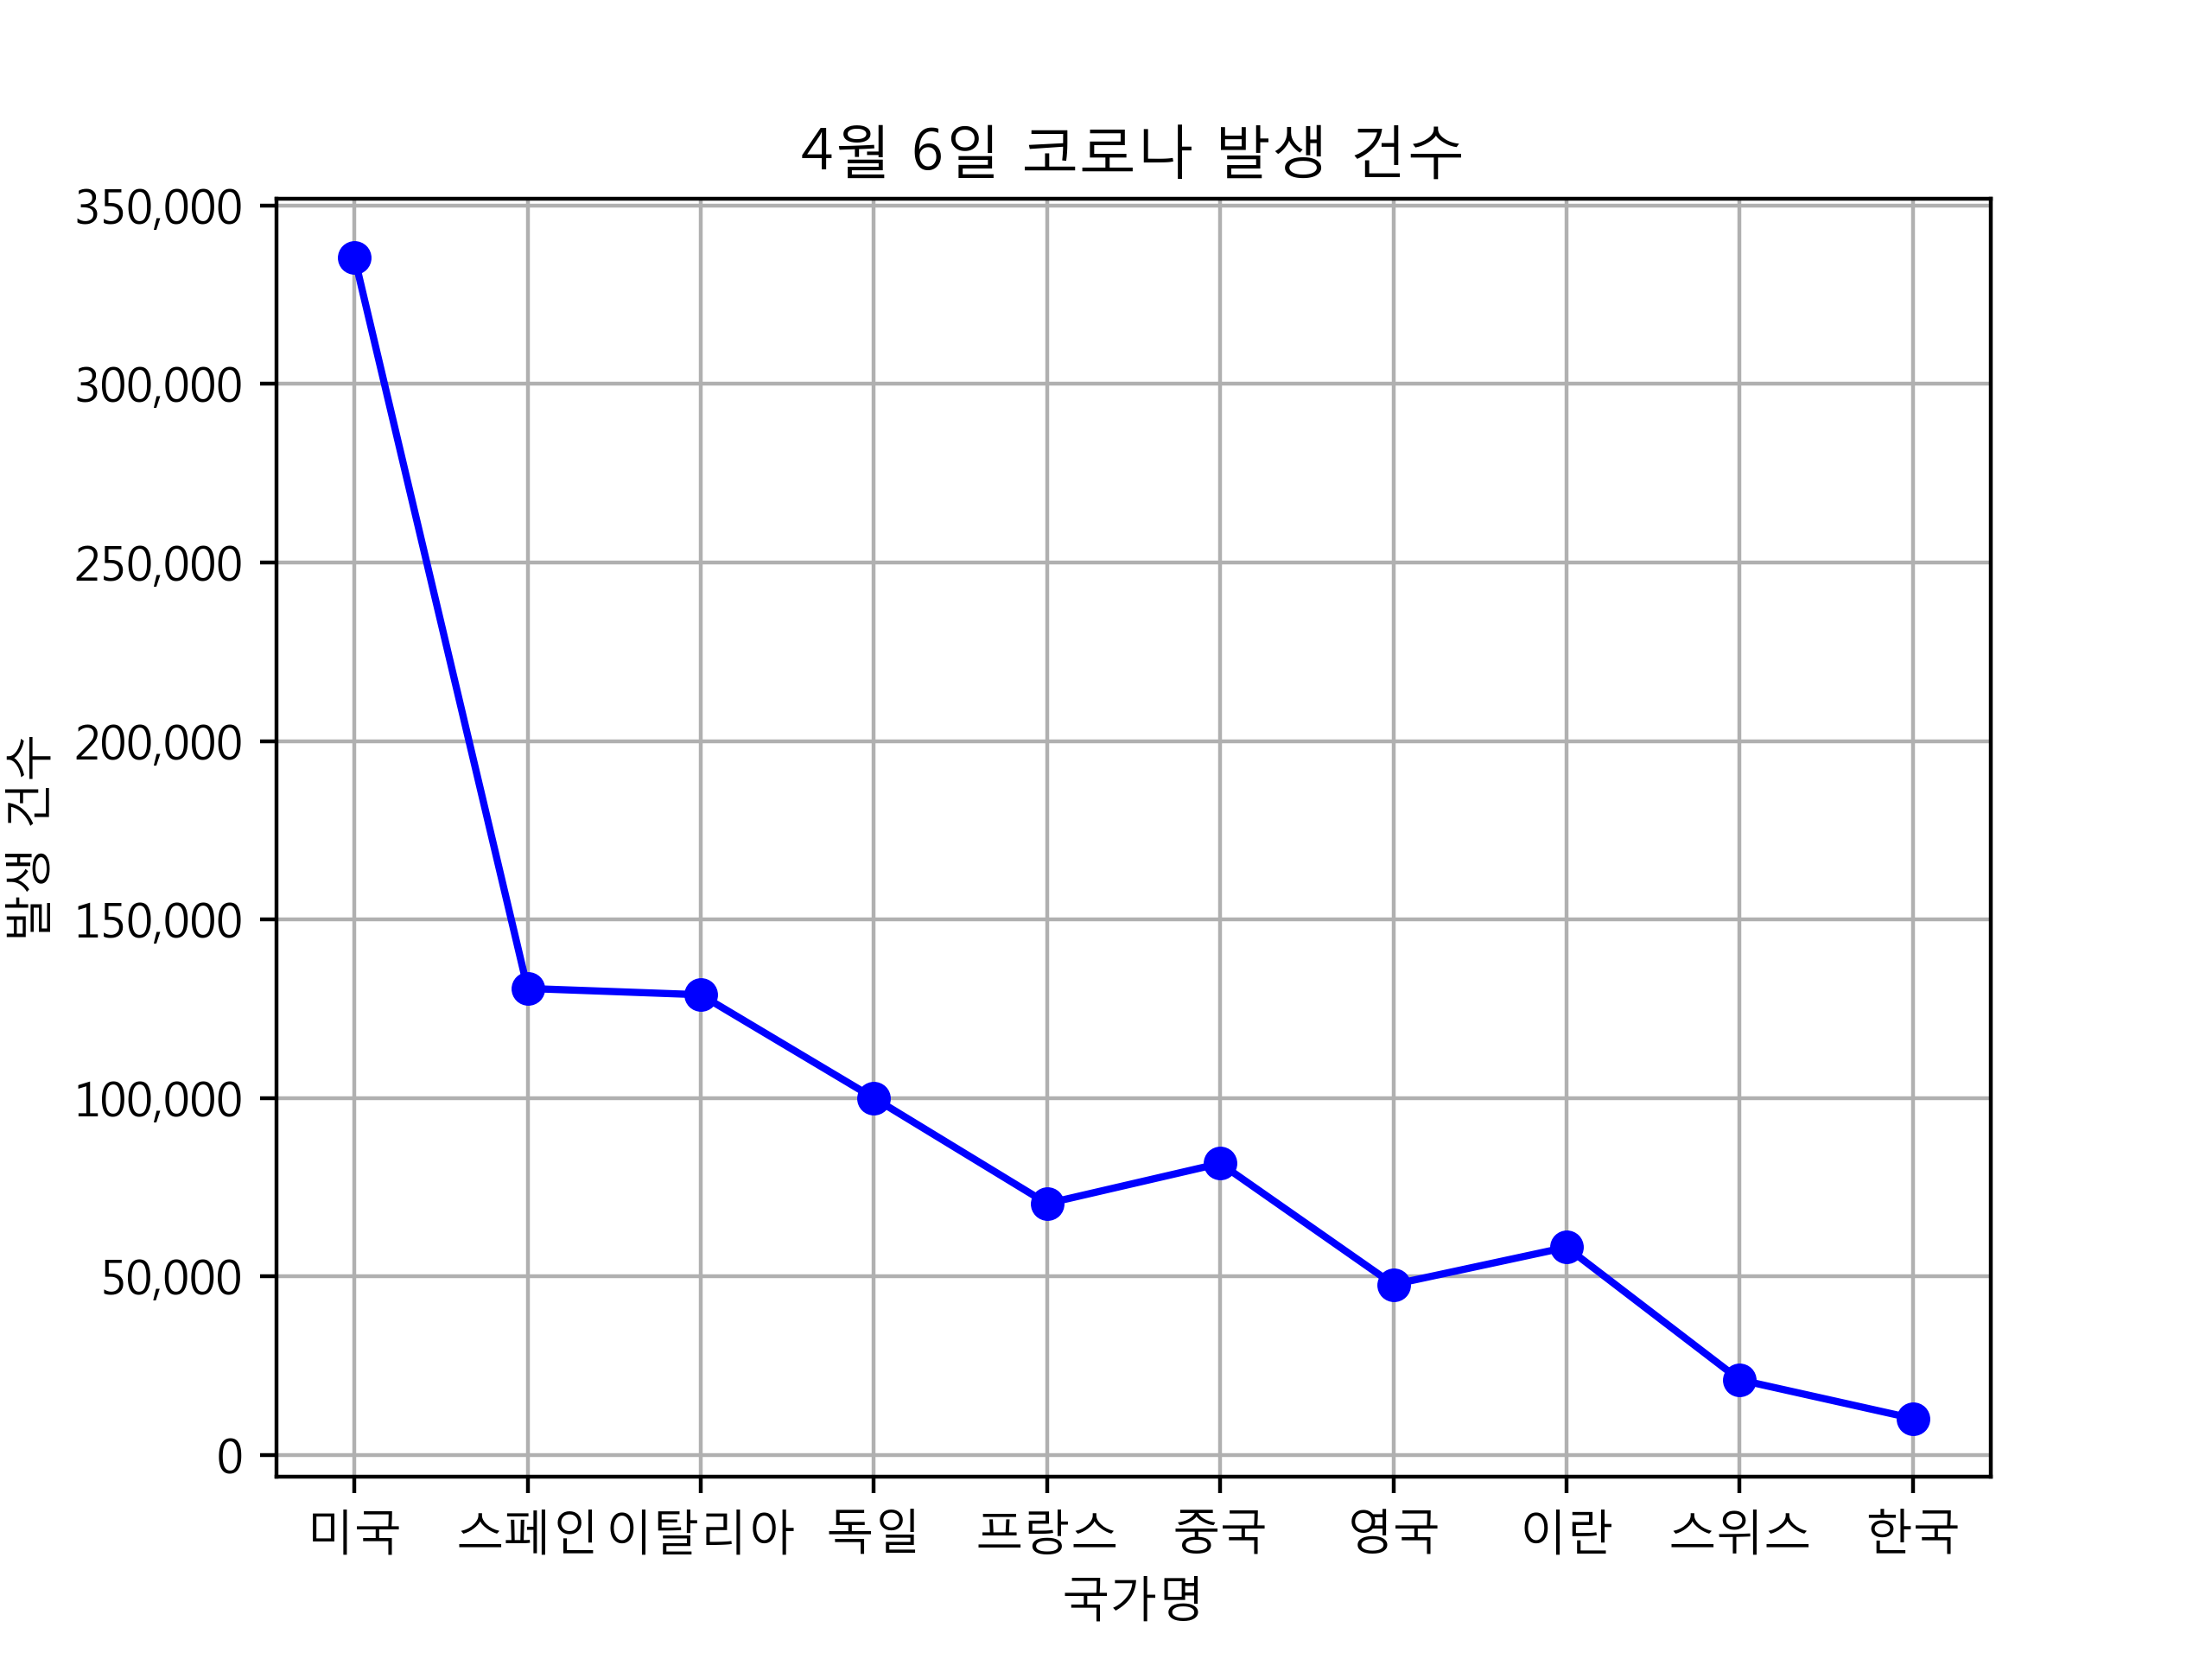 4월 6일 코로나 발생 건수
발생 건수
350,000
300,000
250,000
200,000
150,000
100,000
50,000
0
미국 스페인 이탈리아 독일 프랑스 중국 영국 이란 스위스 한국
국가명